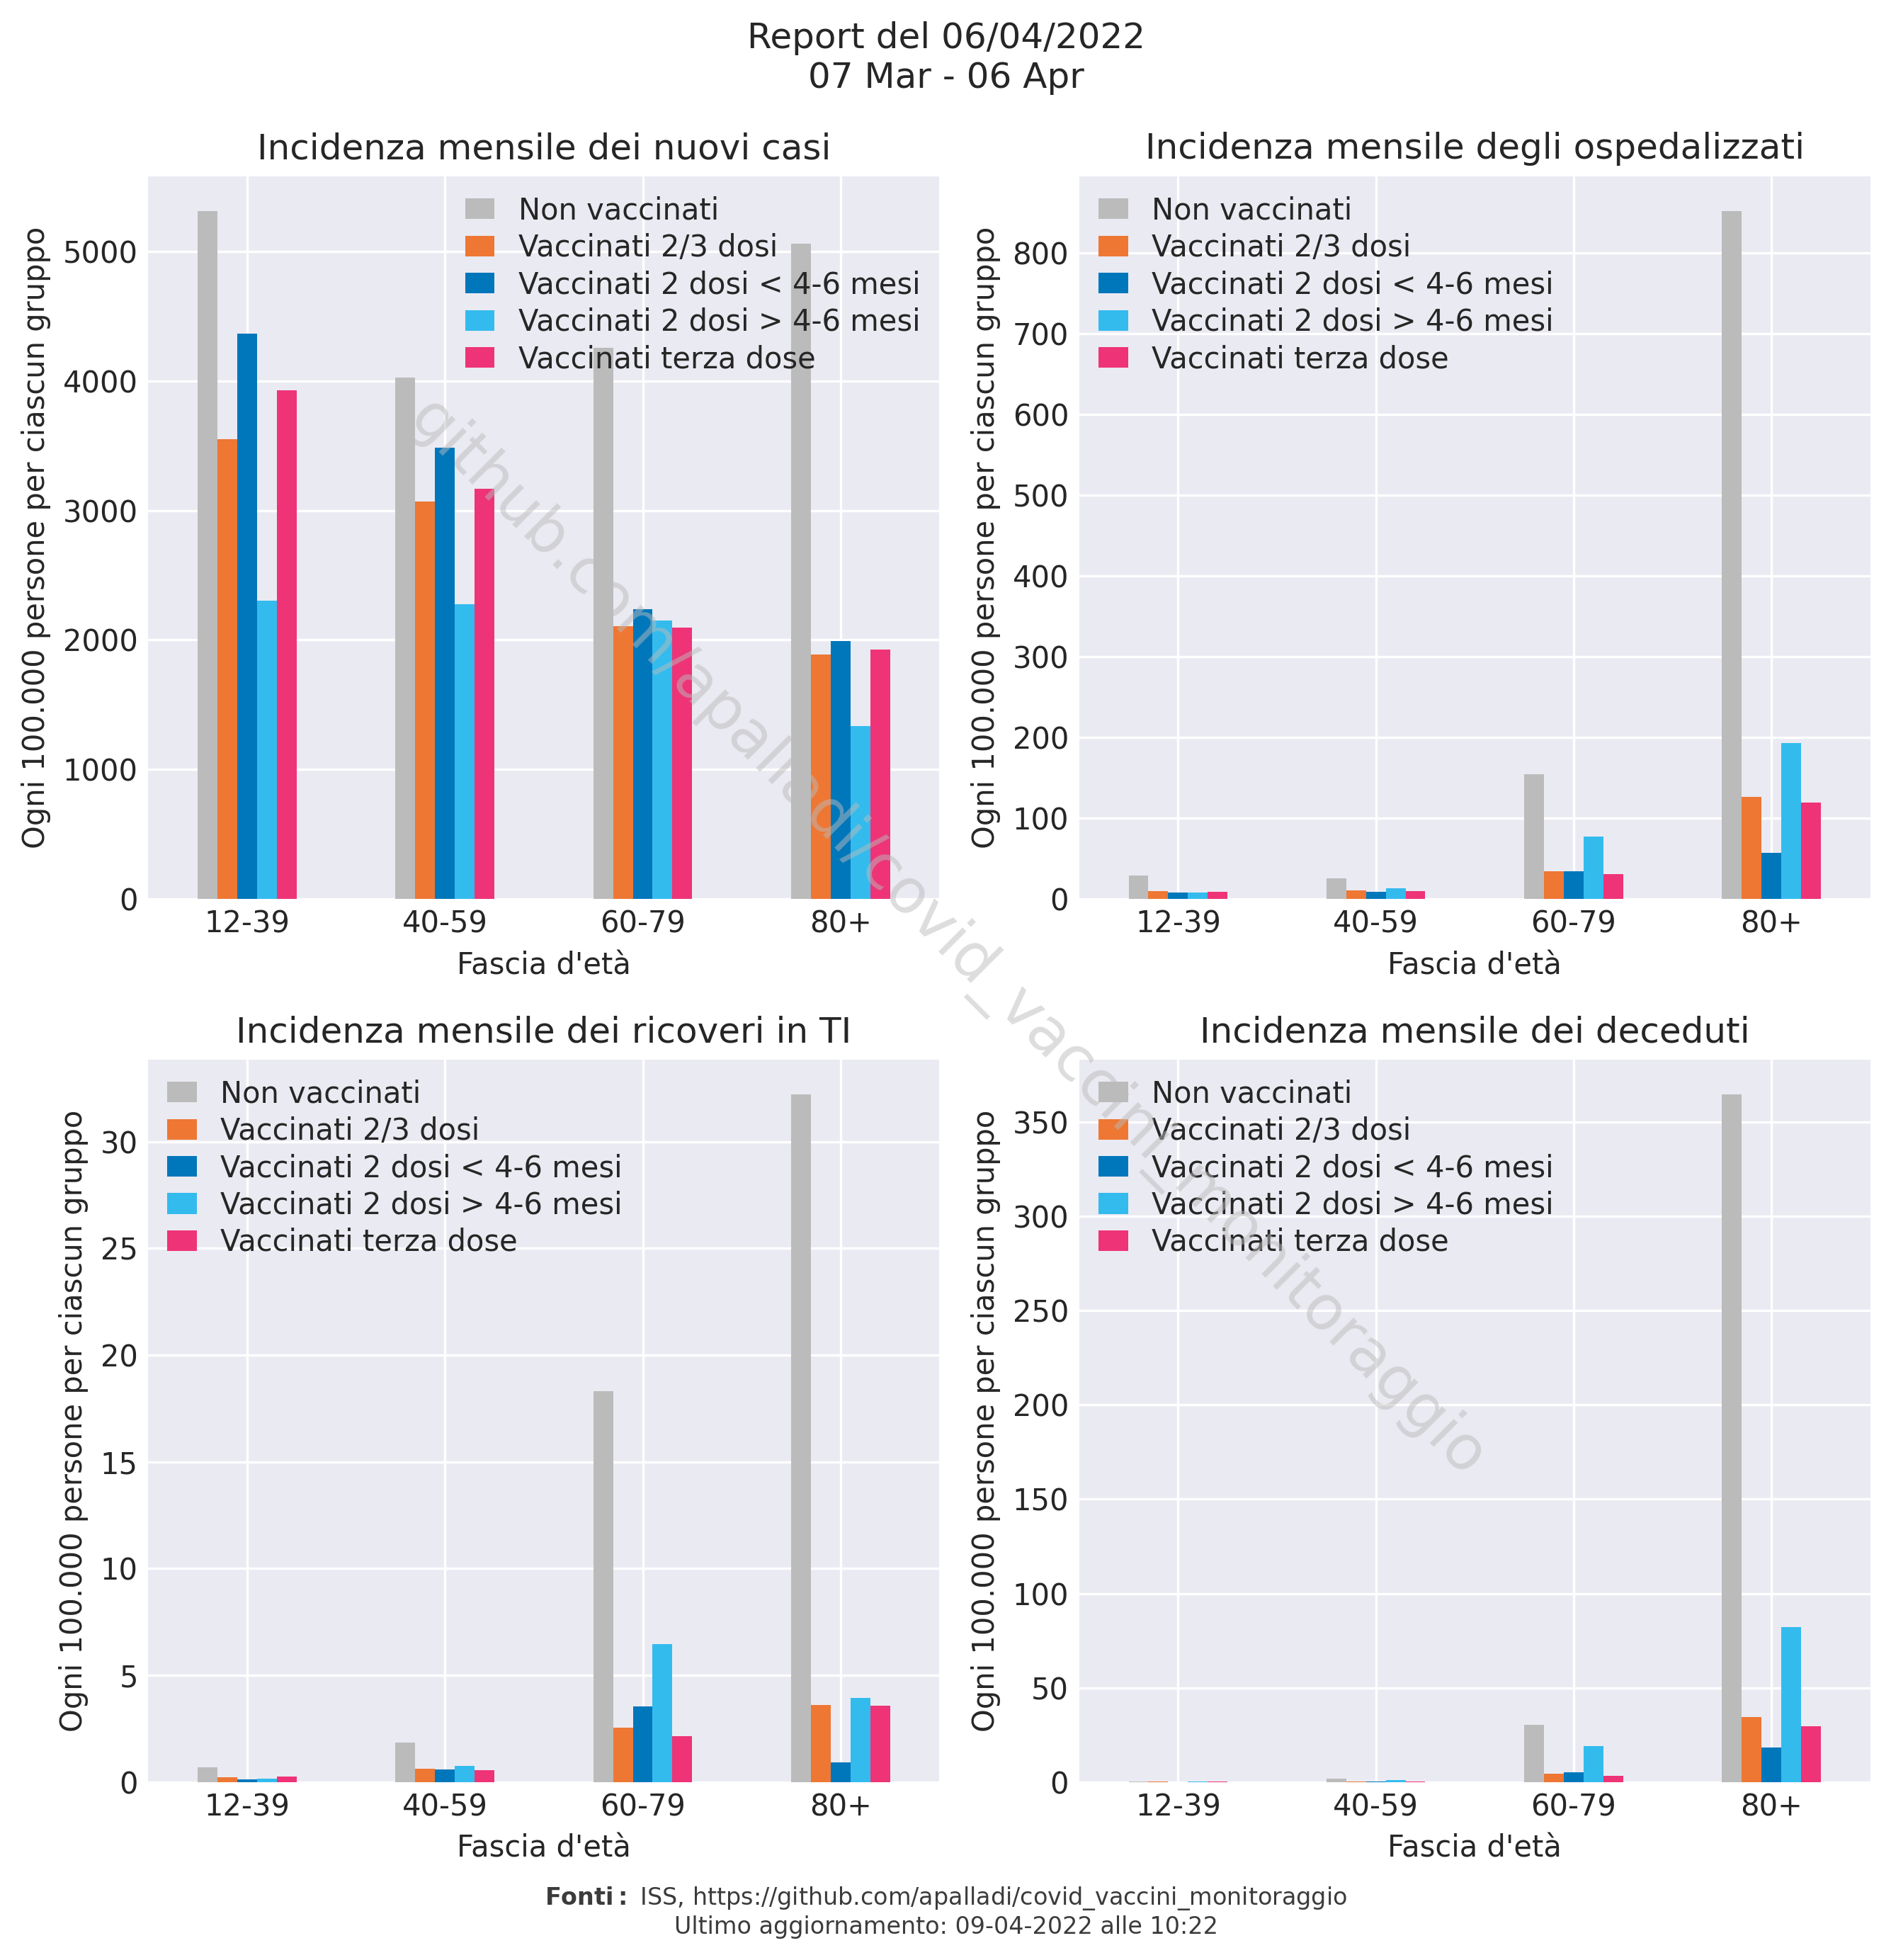 Report del 06/04/2022
07 Mar - 06 Apr
Incidenza mensile dei nuovi casi
Ogni 100.000 persone per ciascun gruppo
5000
4000
3000
2000
1000
0
Non vaccinati
Vaccinati 2/3 dosi
Vaccinati 2 dosi < 4-6 mesi
Vaccinati 2 dosi > 4-6 mesi
Vaccinati terza dose
12-39 40-59 60-79 80+
Fascia d'età
Incidenza mensile degli ospedalizzati
Ogni 100.000 persone per ciascun gruppo
800
700
600
500
400
300
200
100
0
Non vaccinati
Vaccinati 2/3 dosi
Vaccinati 2 dosi < 4-6 mesi
Vaccinati 2 dosi > 4-6 mesi
Vaccinati terza dose
12-39 40-59 60-79 80+
Fascia d'età
Incidenza mensile dei ricoveri in TI
Ogni 100.000 persone per ciascun gruppo
30
25
20
15
10
5
0
Non vaccinati
Vaccinati 2/3 dosi
Vaccinati 2 dosi < 4-6 mesi
Vaccinati 2 dosi > 4-6 mesi
Vaccinati terza dose
12-39 40-59 60-79 80+
Fascia d'età
Incidenza mensile dei deceduti
Ogni 100.000 persone per ciascun gruppo
350
300
250
200
150
100
50
0
Non vaccinati
Vaccinati 2/3 dosi
Vaccinati 2 dosi < 4-6 mesi
Vaccinati 2 dosi > 4-6 mesi
Vaccinati terza dose
12-39 40-59 60-79 80+
Fascia d'età
github.com/apalladi/covid_vaccini_monitoraggio
Fonti: ISS, https://github.com/apalladi/covid_vaccini_monitoraggio
Ultimo aggiornamento: 09-04-2022 alle 10:22